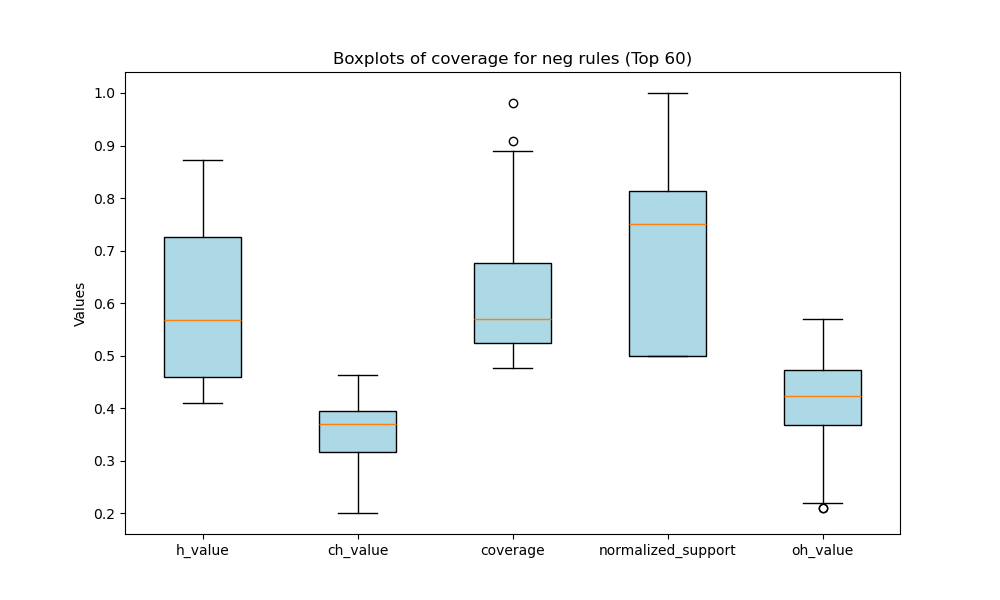 Boxplots of coverage for neg rules (Top 60)
1.0
0.9
0.8
0.7
0.6
0.5
0.4
0.3
0.2
Values
h_value
ch_value
coverage
normalized_support
oh_value